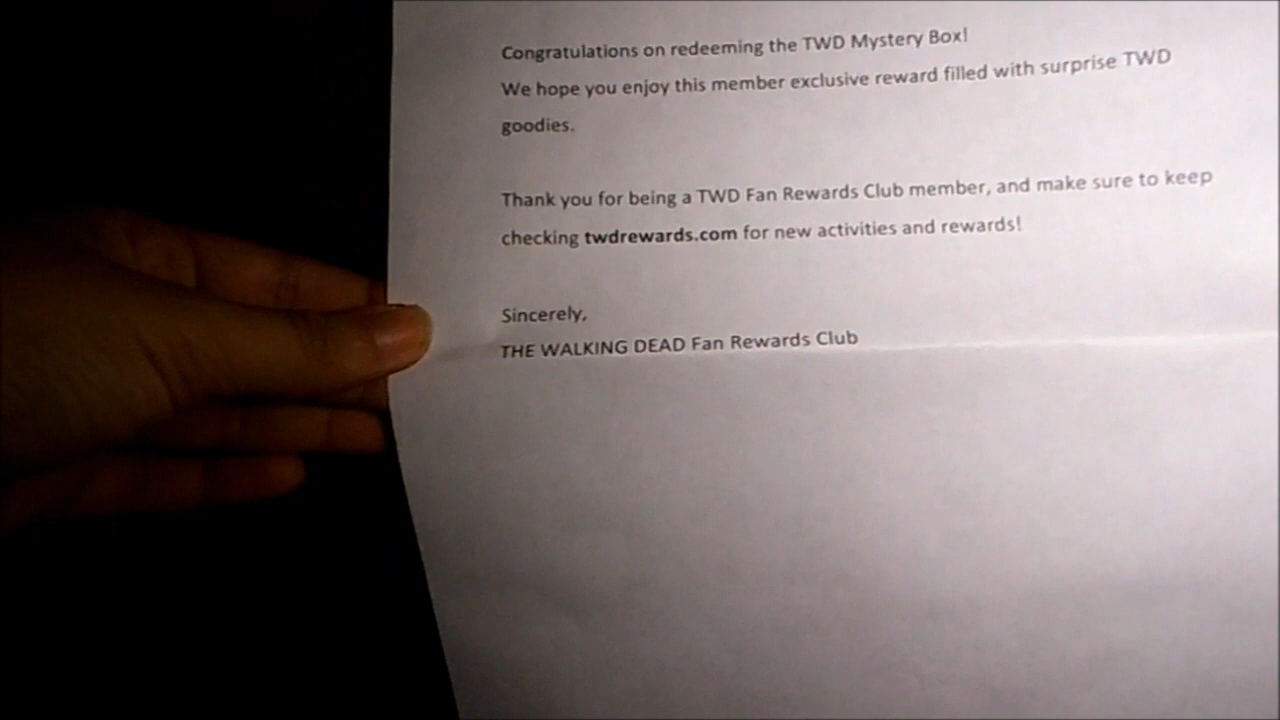 Congratulations on redeeming the TWD Mystery Box!
We hope you enjoy this member exclusive reward filled with surprise TWD
goodies.
Thank you for being a TWD Fan Rewards Club member, and make sure to keep
checking twdrewards.com for new activities and rewards!
Sincerely,
THE WALKING DEAD Fan Rewards Club